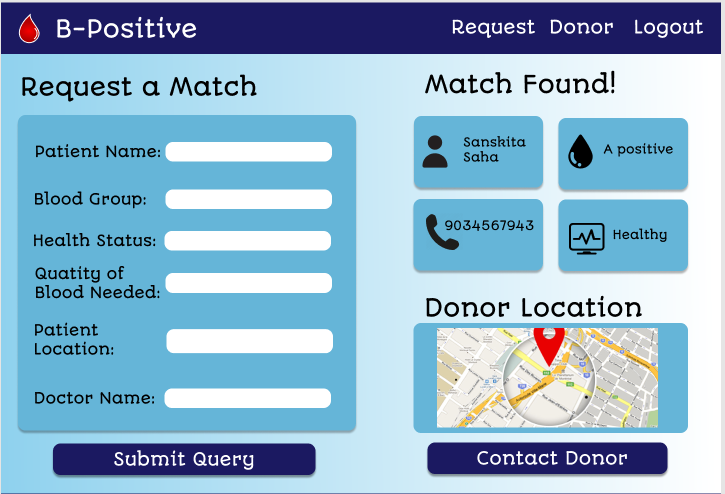 B-Positive
Request Donor Logout
Request a Match
Patient Name:
Blood Group:
Health Status:
Quatity of
Blood Needed:
Patient
Location:
Doctor Name:
Submit Query
Match Found!
Sanskita
Saha
A positive
9034567943
Healthy
Donor Location
Contact Donor